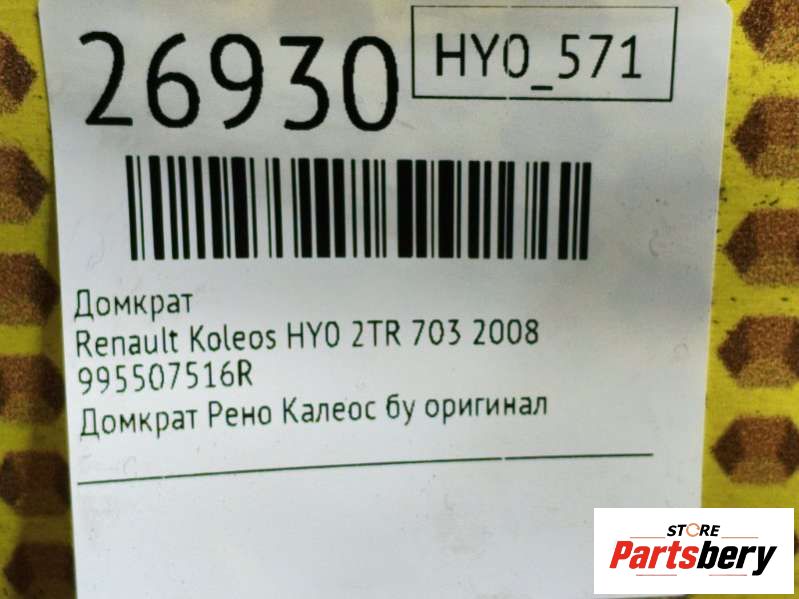 26930
HY0_571
Домкрат
Renault Koleos HY0 2TR 703 2008
995507516R
Домкрат Рено Калеос бу оригинал
STORE
Partsbery